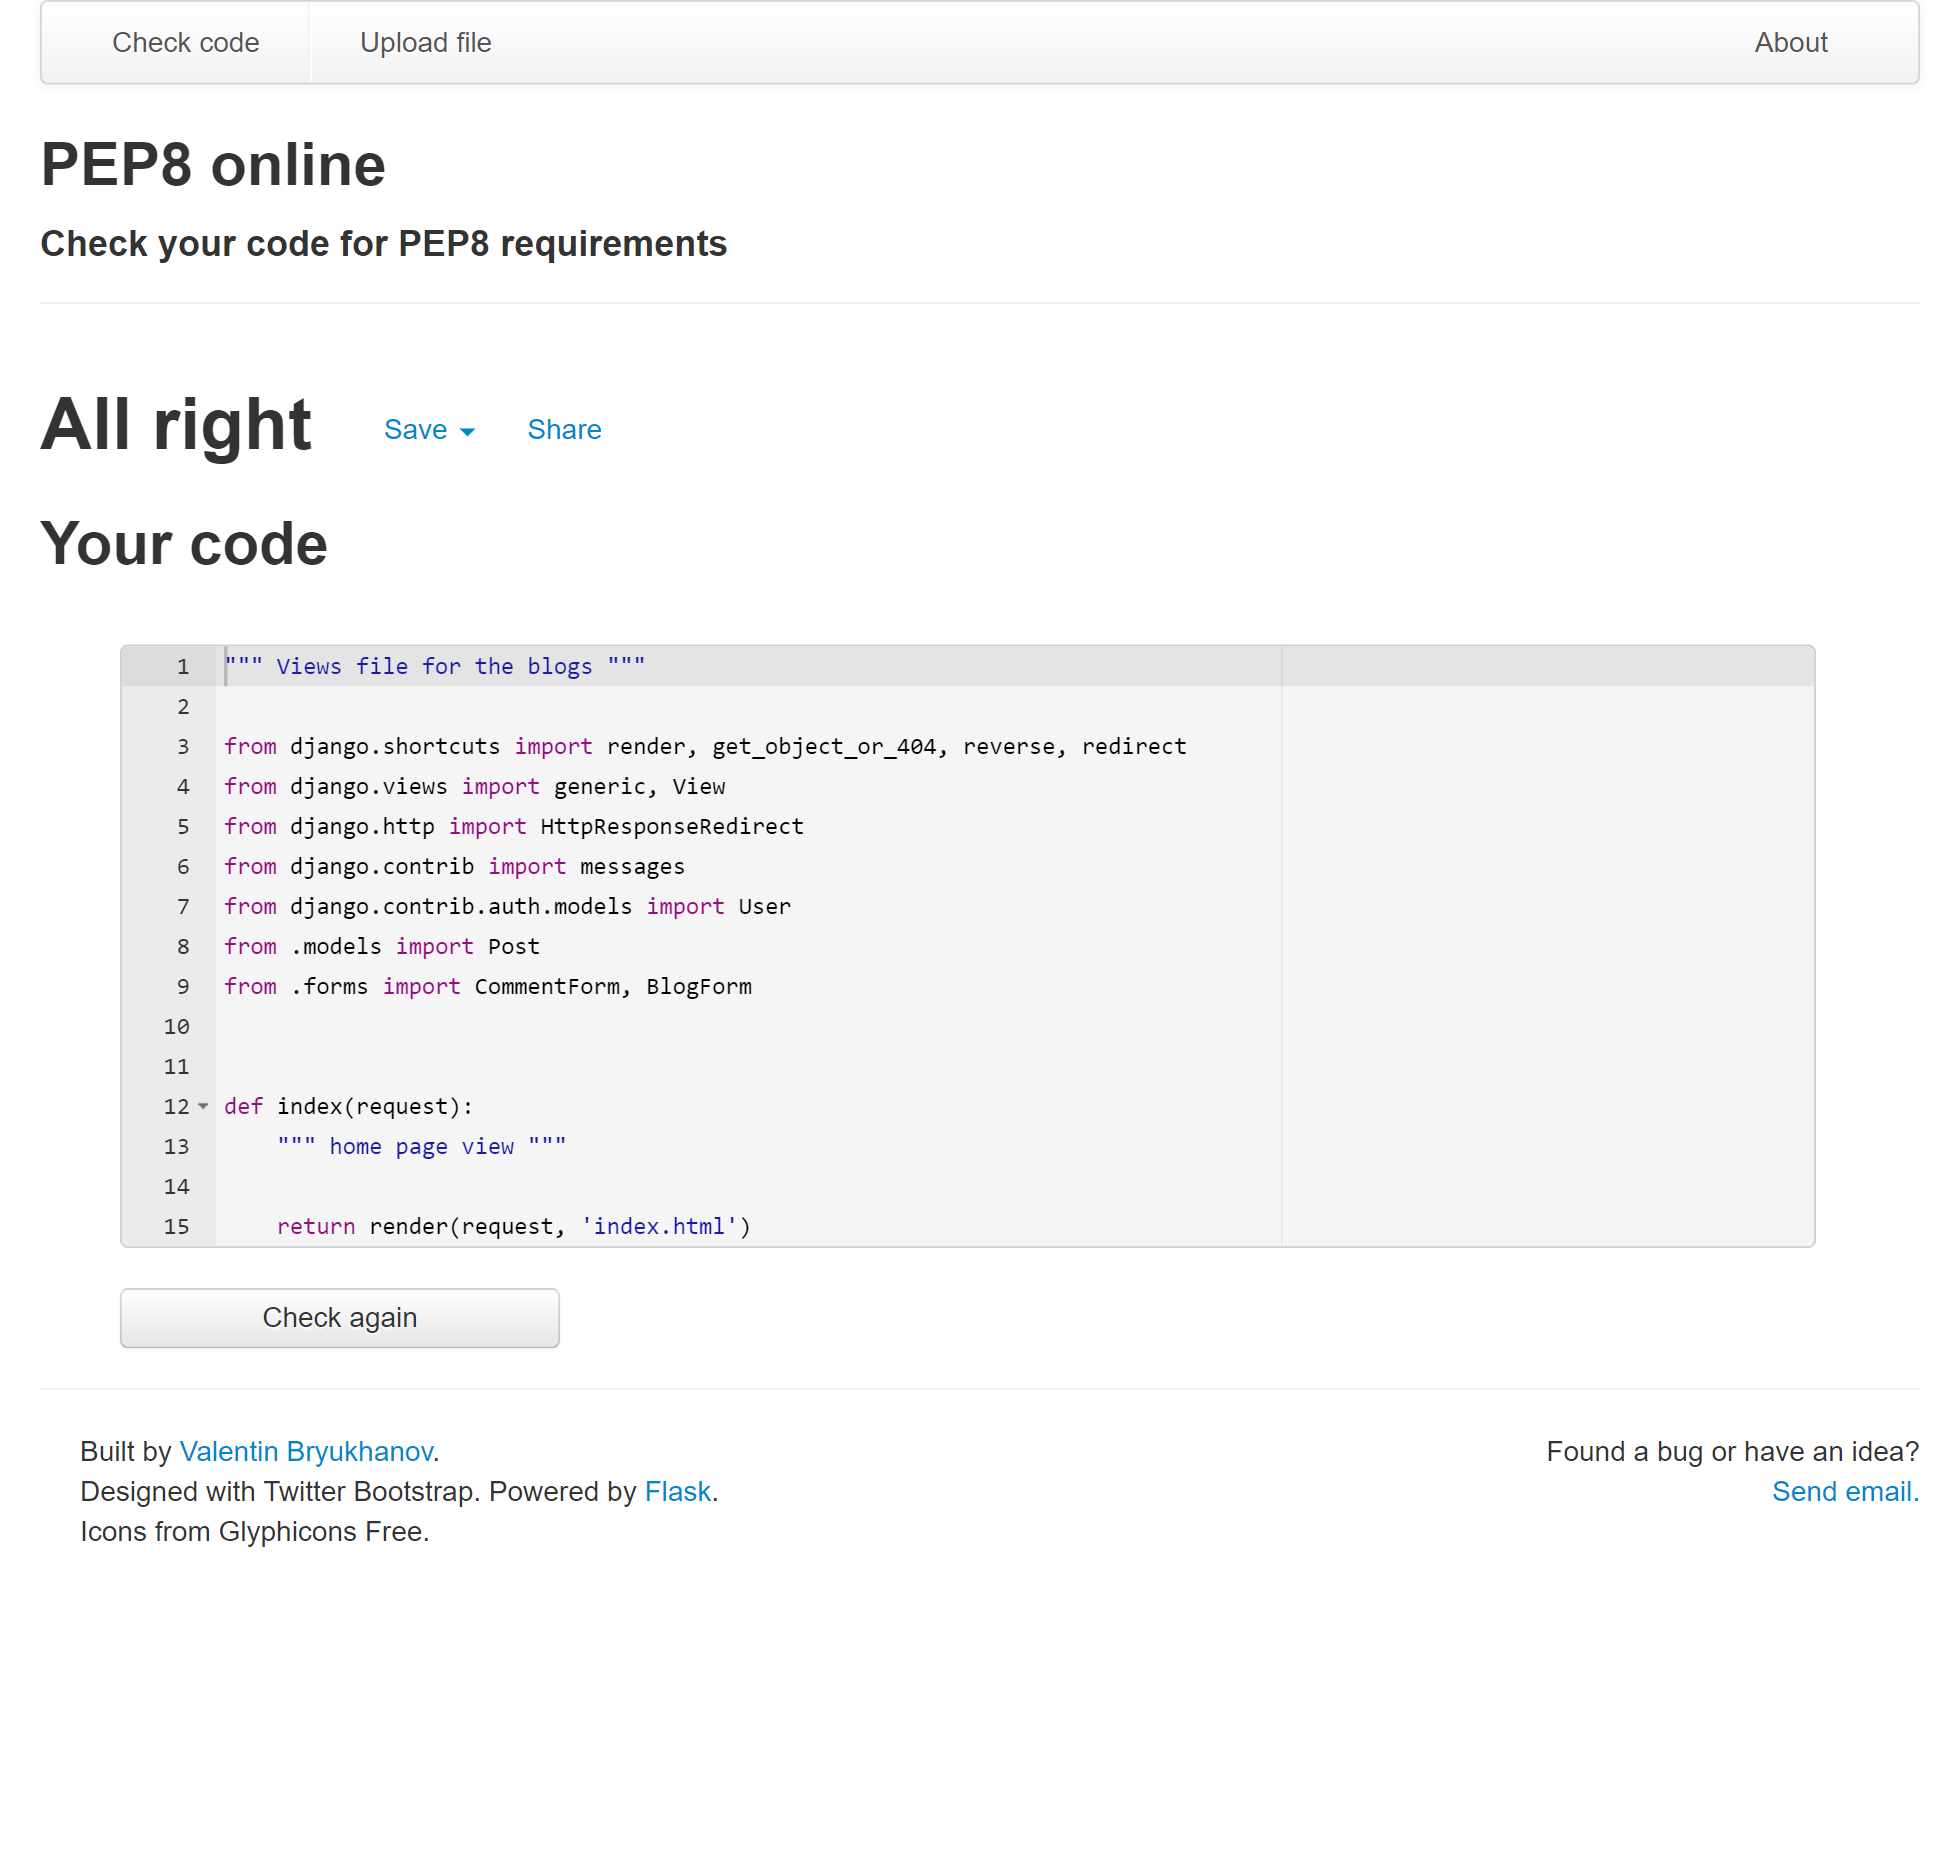 Check code Upload file About
PEP8 online
Check your code for PEP8 requirements
All right Save Share
Your code
1 """ Views file for the blogs """
2
3 from django.shortcuts import render, get_object_or_404, reverse, redirect
4 from django.views import generic, View
5 from django.http import HttpResponseRedirect
6 from django.contrib import messages
7 from django.contrib.auth.models import User
8 from .models import Post
9 from .forms import CommentForm, BlogForm
10
11
12 def index(request):
13     """ home page view """
14
15     return render(request, 'index.html')
Check again
Built by Valentin Bryukhanov. Found a bug or have an idea?
Designed with Twitter Bootstrap. Powered by Flask. Send email.
Icons from Glyphicons Free.